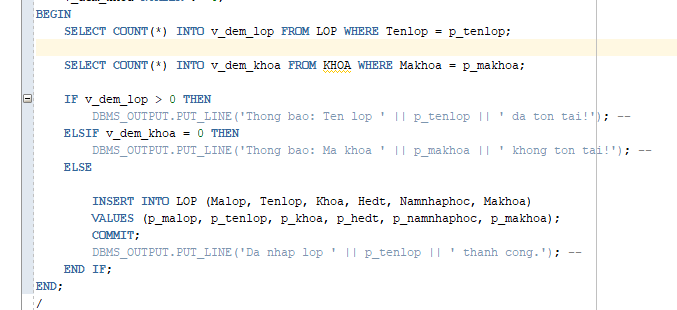 BEGIN
SELECT COUNT(*) INTO v_dem_lop FROM LOP WHERE Tenlop = p_tenlop;
SELECT COUNT(*) INTO v_dem_khoa FROM KHOA WHERE Makhoa = p_makhoa;
IF v_dem_lop > 0 THEN
DBMS_OUTPUT.PUT_LINE('Thong bao: Ten lop ' || p_tenlop || ' da ton tai!'); --
ELSIF v_dem_khoa = 0 THEN
DBMS_OUTPUT.PUT_LINE('Thong bao: Ma khoa ' || p_makhoa || ' khong ton tai!'); --
ELSE
INSERT INTO LOP (Malop, Tenlop, Khoa, Hedt, Namnhaphoc, Makhoa)
VALUES (p_malop, p_tenlop, p_khoa, p_hedt, p_namnhaphoc, p_makhoa);
COMMIT;
DBMS_OUTPUT.PUT_LINE('Da nhap lop ' || p_tenlop || ' thanh cong.'); --
END IF;
END;
/